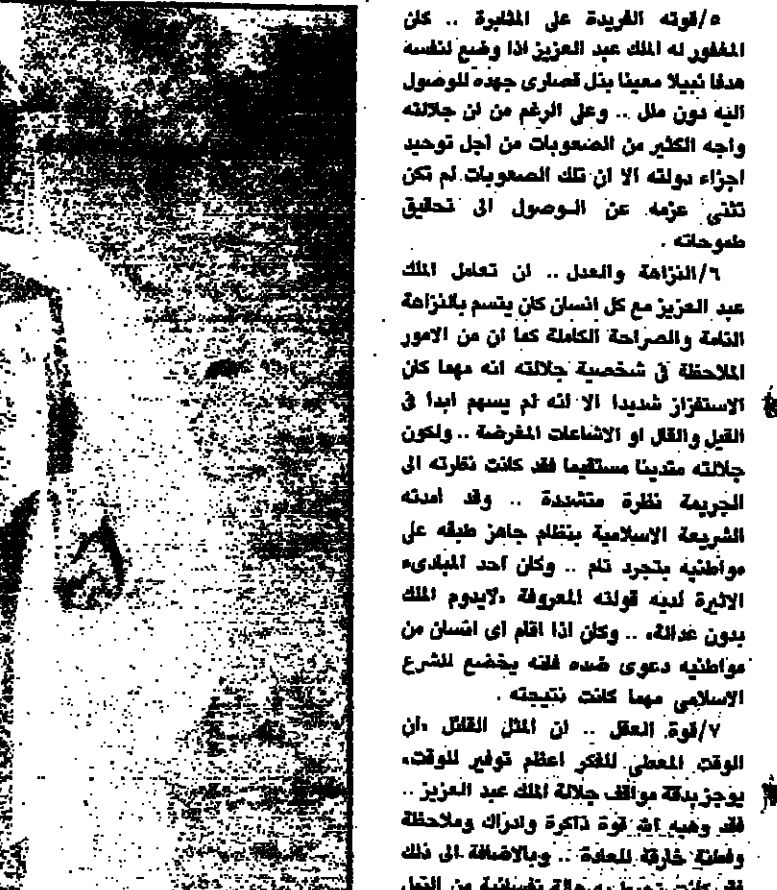 ٥/قوته الفريدة على المثابرة .. كان
المغفور له الملك عبد العزيز اذا وضع لنفسه
هدفا نبيلا معينا بذل قصارى جهده للوصول
اليه دون ملل .. وعلى الرغم من ان جلالته
واجه الكثير من الصعوبات من اجل توحيد
اجزاء دولته الا ان تلك الصعوبات لم تكن
تثنى عزمه عن الوصول الى تحقيق
طموحاته .
٦/النزاهة والعدل .. ان تعامل الملك
عبد العزيز مع كل انسان كان يتسم بالنزاهة
التامة والصراحة الكاملة كما ان من الامور
الملاحظة في شخصية جلالته انه مهما كان
الاستفزاز شديدا الا انه لم يسهم ابدا في
القيل والقال او الاشاعات المغرضة .. ولكون
جلالته متدينا مستقيما فقد كانت نظرته الى
الجريمة نظرة متشددة .. وقد امدته
الشريعة الاسلامية بنظام جاهز طبقه على
مواطنيه بتجرد تام .. وكان احد المبادىء
الاثيرة لديه قولته المعروفة «لايدوم الملك
بدون عدالة» .. وكان اذا اقام اى انسان من
مواطنيه دعوى ضده فانه يخضع للشرع
الاسلامى مهما كانت نتيجته .
٧/قوة العقل .. ان المثل القائل «ان
الوقت المعطى للفكر اعظم توفير للوقت»
يوجز بدقة مواقف جلالة الملك عبد العزيز ..
فقد وهبه الله قوة ذاكرة وادراك وملاحظة
وفطنة خارقة للعادة .. وبالاضافة الى ذلك
حالة نفسانية من النبل